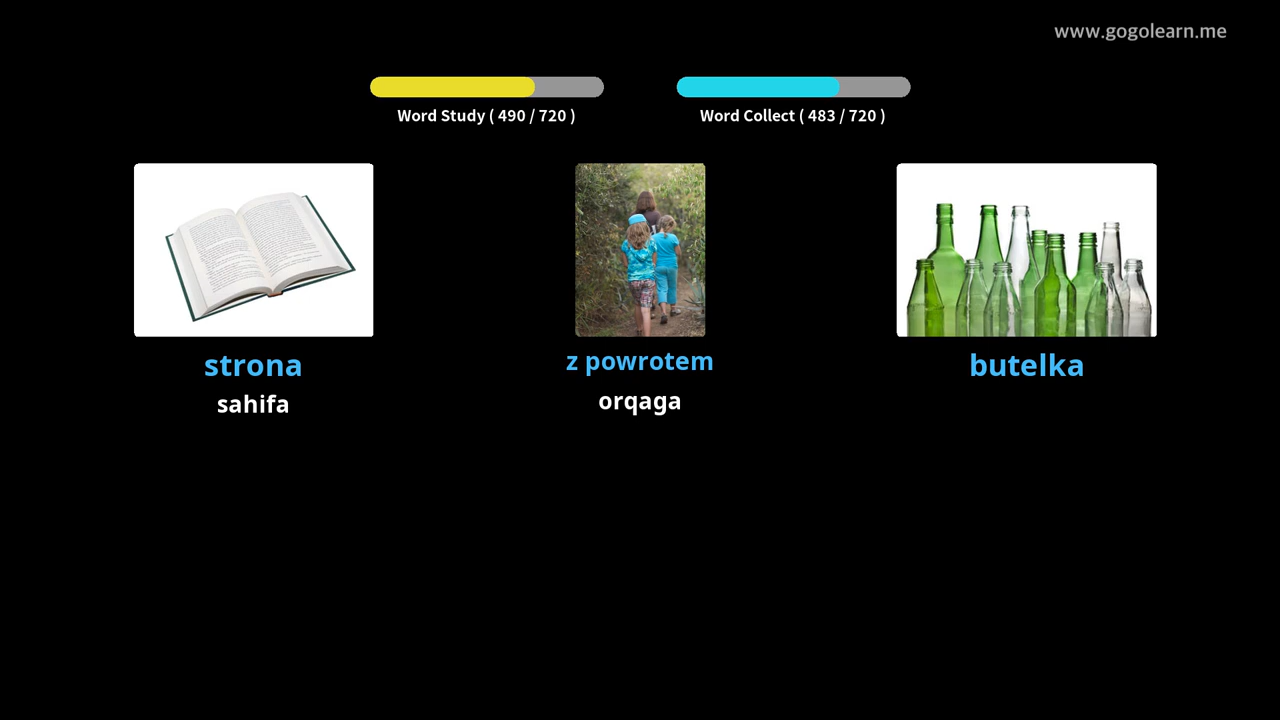 www.gogolearn.me
Word Study ( 490 / 720 )
Word Collect ( 483 / 720 )
strona
sahifa
z powrotem
orqaga
butelka